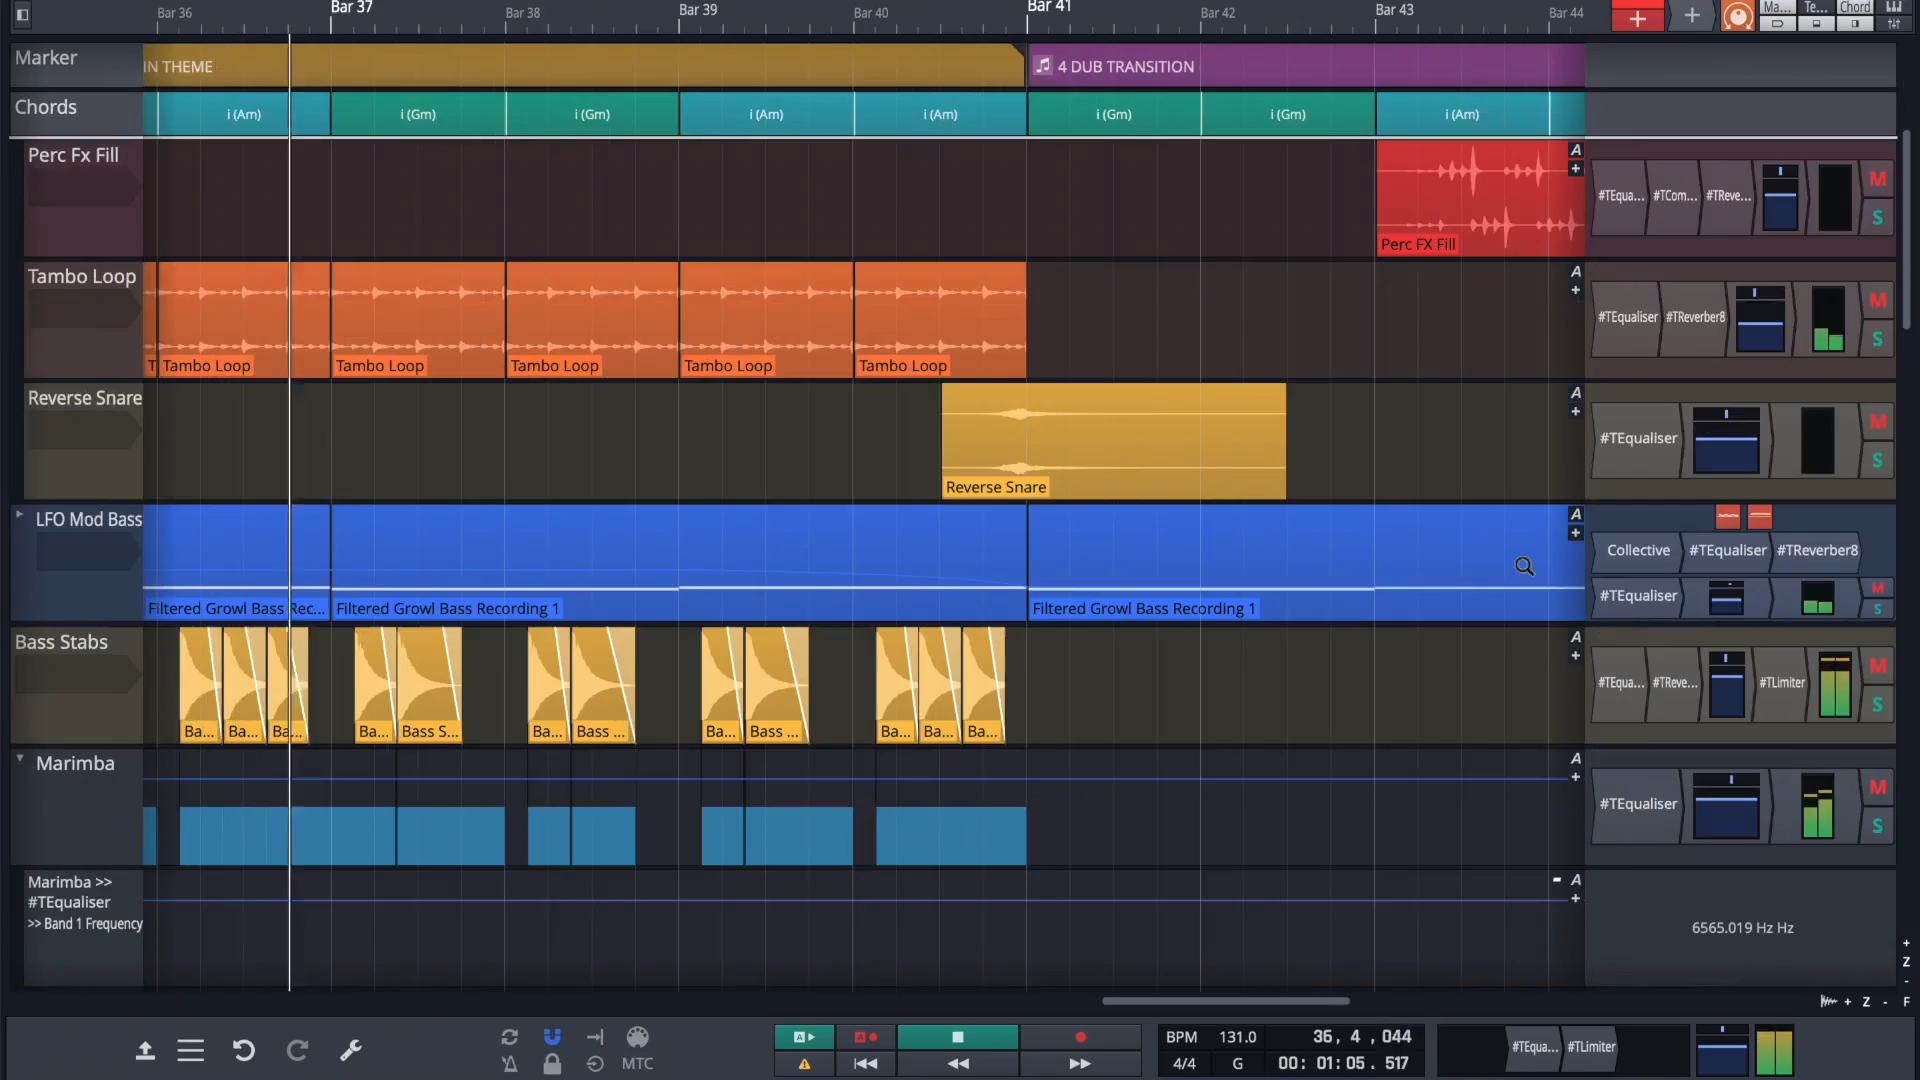 Bar 36
Bar 37
Bar 38
Bar 39
Bar 40
Bar 41
Bar 42
Bar 43
Bar 44
Ma...
Te...
Chord
Marker
IN THEME
4 DUB TRANSITION
Chords
i (Am)
i (Gm)
i (Gm)
i (Am)
i (Am)
i (Gm)
i (Gm)
i (Am)
Perc Fx Fill
Perc FX Fill
A
+
#TEqua...
#TCom...
#TReve...
M
S
Tambo Loop
T
Tambo Loop
Tambo Loop
Tambo Loop
Tambo Loop
Tambo Loop
A
+
#TEqualiser
#TReverber8
M
S
Reverse Snare
Reverse Snare
A
+
#TEqualiser
M
S
LFO Mod Bass
Filtered Growl Bass Rec...
Filtered Growl Bass Recording 1
Filtered Growl Bass Recording 1
A
+
Collective
#TEqualiser
#TReverber8
#TEqualiser
M
S
Bass Stabs
Ba...
Ba...
Ba...
Ba...
Bass S...
Ba...
Bass ...
Ba...
Bass ...
Ba...
Ba...
Ba...
A
+
#TEqua...
#TReve...
#TLimiter
M
S
Marimba
A
+
#TEqualiser
M
S
Marimba >>
#TEqualiser
>> Band 1 Frequency
- A
+
6565.019 Hz Hz
+
Z
-
+ Z - F
MTC
A
A
BPM 131.0
36, 4, 044
4/4 G
00: 01: 05. 517
#TEqua...
#TLimiter